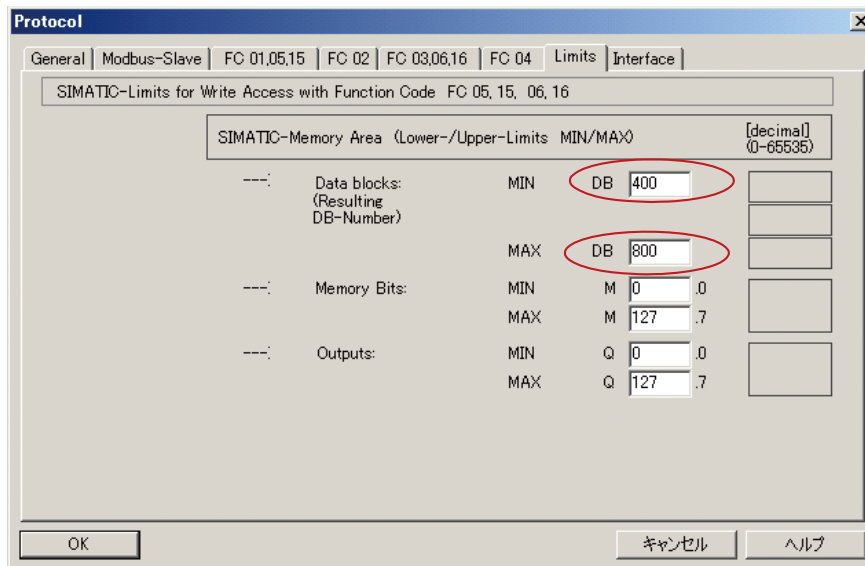 Protocol
General Modbus-Slave FC 01,05,15 FC 02 FC 03,06,16 FC 04 Limits Interface
SIMATIC-Limits for Write Access with Function Code FC 05, 15, 06, 16
SIMATIC-Memory Area (Lower-/Upper-Limits MIN/MAX) [decimal]
(0-65535)
---: Data blocks: MIN DB 400
(Resulting
DB-Number)
MAX DB 800
---: Memory Bits: MIN M 0 .0
MAX M 127 .7
---: Outputs: MIN Q 0 .0
MAX Q 127 .7
OK キャンセル ヘルプ